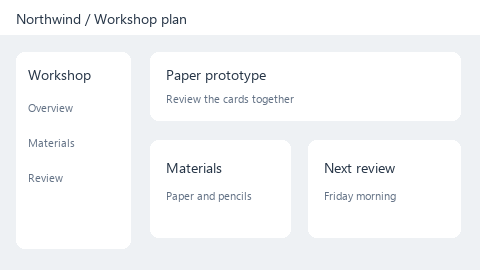 Northwind / Workshop plan
Workshop
Overview
Materials
Review
Paper prototype
Review the cards together
Materials
Paper and pencils
Next review
Friday morning